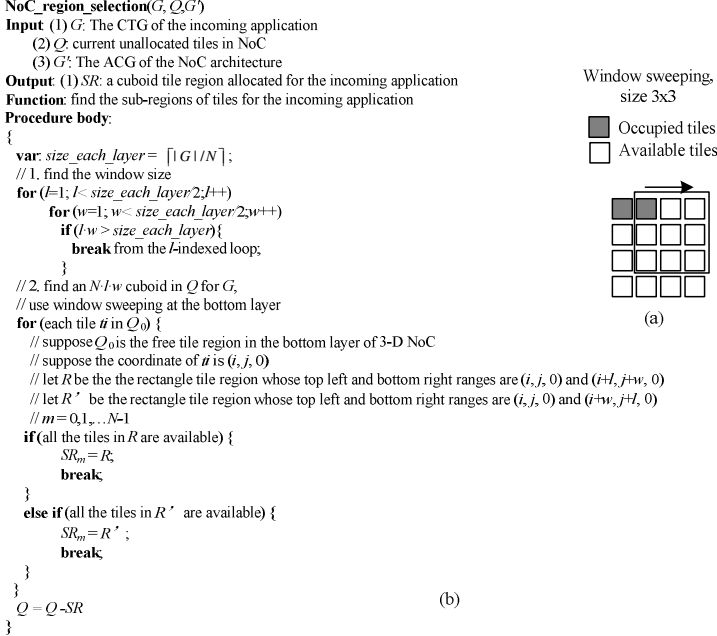 NoC_region_selection(G, Q,G')
Input: (1) G: The CTG of the incoming application
(2) Q: current unallocated tiles in NoC
(3) G': The ACG of the NoC architecture
Output: (1) SR: a cuboid tile region allocated for the incoming application
Function: find the sub-regions of tiles for the incoming application
Procedure body:
{
var: size_each_layer = ⌈|G|/N⌉;
// 1. find the window size
for (l=1; l< size_each_layer/2;l++)
for (w=1; w< size_each_layer/2;w++)
if (l·w > size_each_layer){
break from the l-indexed loop;
}
// 2. find an N·l·w cuboid in Q for G,
// use window sweeping at the bottom layer
for (each tile ti in Q0) {
// suppose Q0 is the free tile region in the bottom layer of 3-D NoC
// suppose the coordinate of ti is (i, j, 0)
// let R be the the rectangle tile region whose top left and bottom right ranges are (i, j, 0) and (i+l, j+w, 0)
// let R’ be the the rectangle tile region whose top left and bottom right ranges are (i, j, 0) and (i+w, j+l, 0)
// m = 0,1,…N-1
if (all the tiles in R are available) {
SRm = R;
break;
}
else if (all the tiles in R’ are available) {
SRm = R’ ;
break;
}
}
Q = Q -SR
}
(b)
Window sweeping,
size 3x3
Occupied tiles
Available tiles
(a)